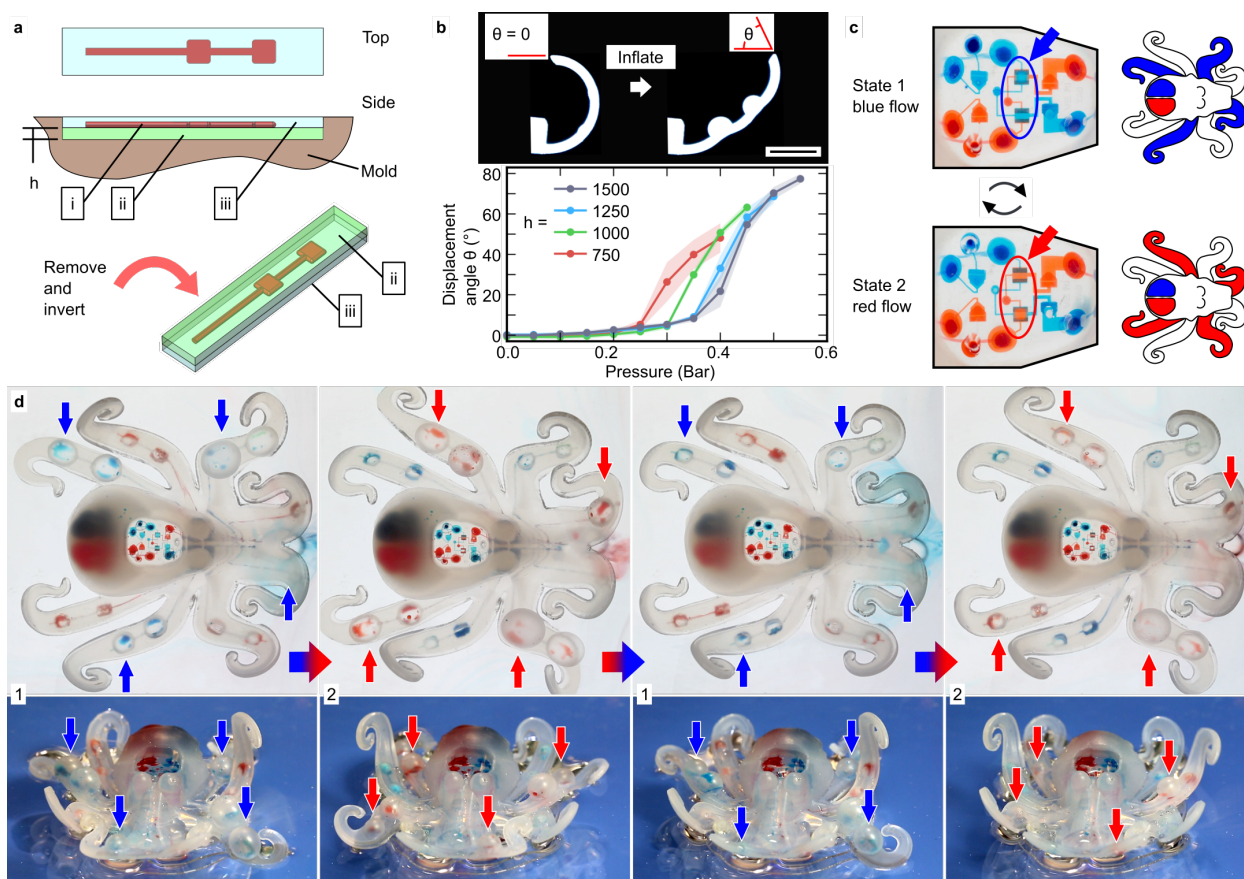 a
Top
Side
h
Mold
i
ii
iii
Remove
and
invert
ii
iii
b
θ = 0
Inflate
θ
Displacement
angle θ (°)
80
60
40
20
0
h =
1500
1250
1000
750
0.0
0.2
0.4
0.6
Pressure (Bar)
c
State 1
blue flow
State 2
red flow
d
1
2
1
2